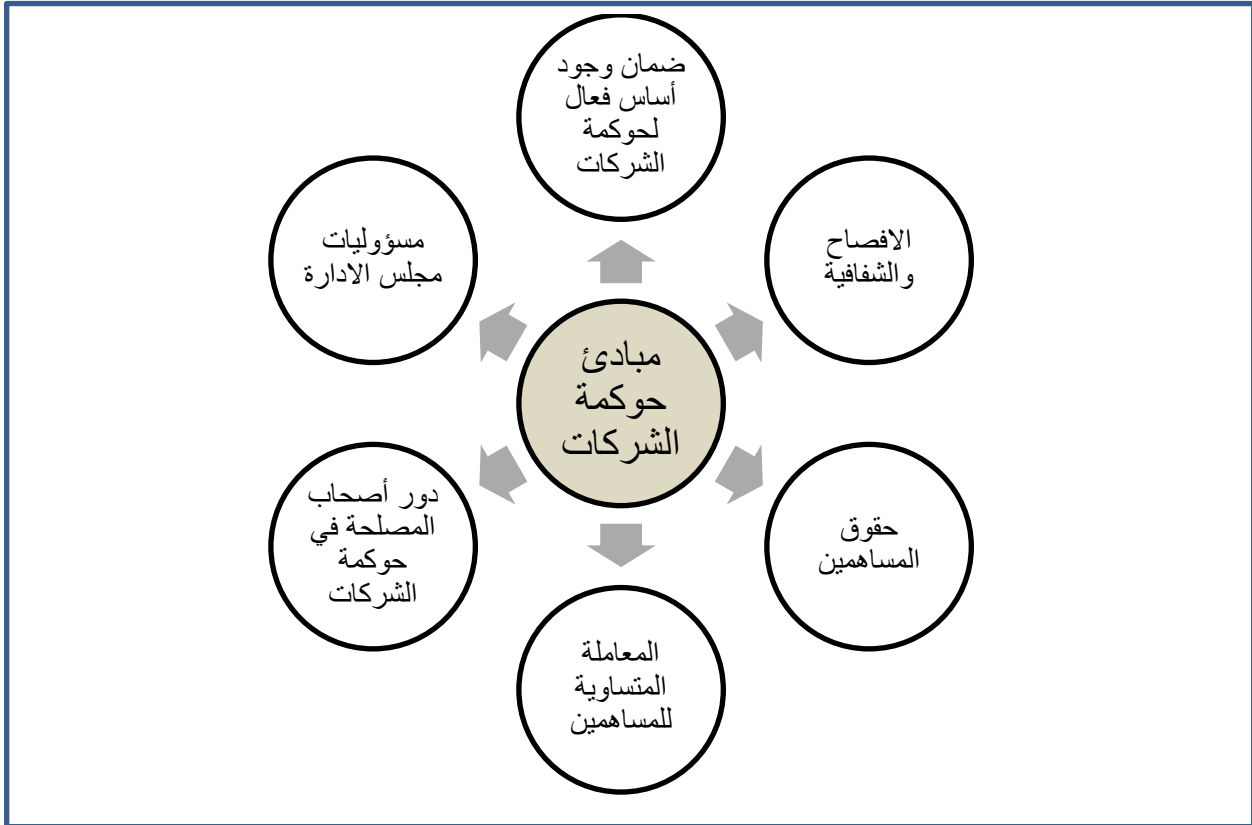 ضمان وجود
أساس فعال
لحوكمة
الشركات
الافصاح
والشفافية
مسؤوليات
مجلس الادارة
مبادئ
حوكمة
الشركات
حقوق
المساهمين
دور أصحاب
المصلحة في
حوكمة
الشركات
المعاملة
المتساوية
للمساهمين